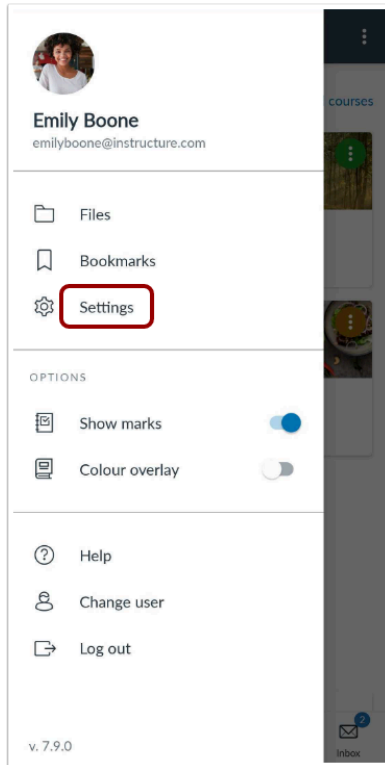 Emily Boone
emilyboone@instructure.com
courses
Files
Bookmarks
Settings
OPTIONS
Show marks
Colour overlay
Help
Change user
Log out
v. 7.9.0
2
Inbox